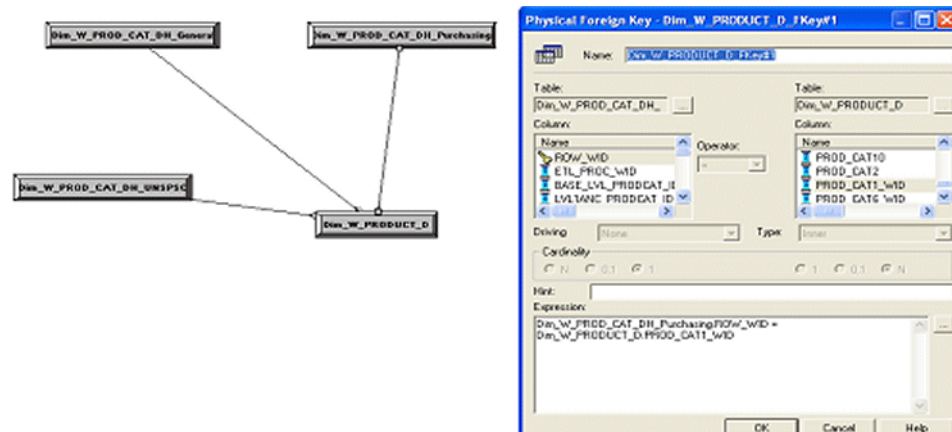 Dim_W_PROD_CAT_DH_General
Dim_W_PROD_CAT_DH_Purchasing
Dim_W_PROD_CAT_DH_UNSPSC
Dim_W_PRODUCT_D
Physical Foreign Key - Dim_W_PRODUCT_D_FKey#1
Name: Dim_W_PRODUCT_D_FKey#1
Table: Table:
Dim_W_PROD_CAT_DH_ ... Dim_W_PRODUCT_D ...
Column: Column:
Name Operator: Name
ROW_WID = PROD_CAT10
ETL_PROC_WID PROD_CAT2
BASE_LVL_PRODCAT_ID PROD_CAT1_WID
LVL1ANC_PRODCAT_ID PROD_CAT6_WID
Driving None Type: Inner
Cardinality
N 0,1 1 1 0,1 N
Hint:
Expression:
Dim_W_PROD_CAT_DH_Purchasing.ROW_WID =
Dim_W_PRODUCT_D.PROD_CAT1_WID
...
OK Cancel Help